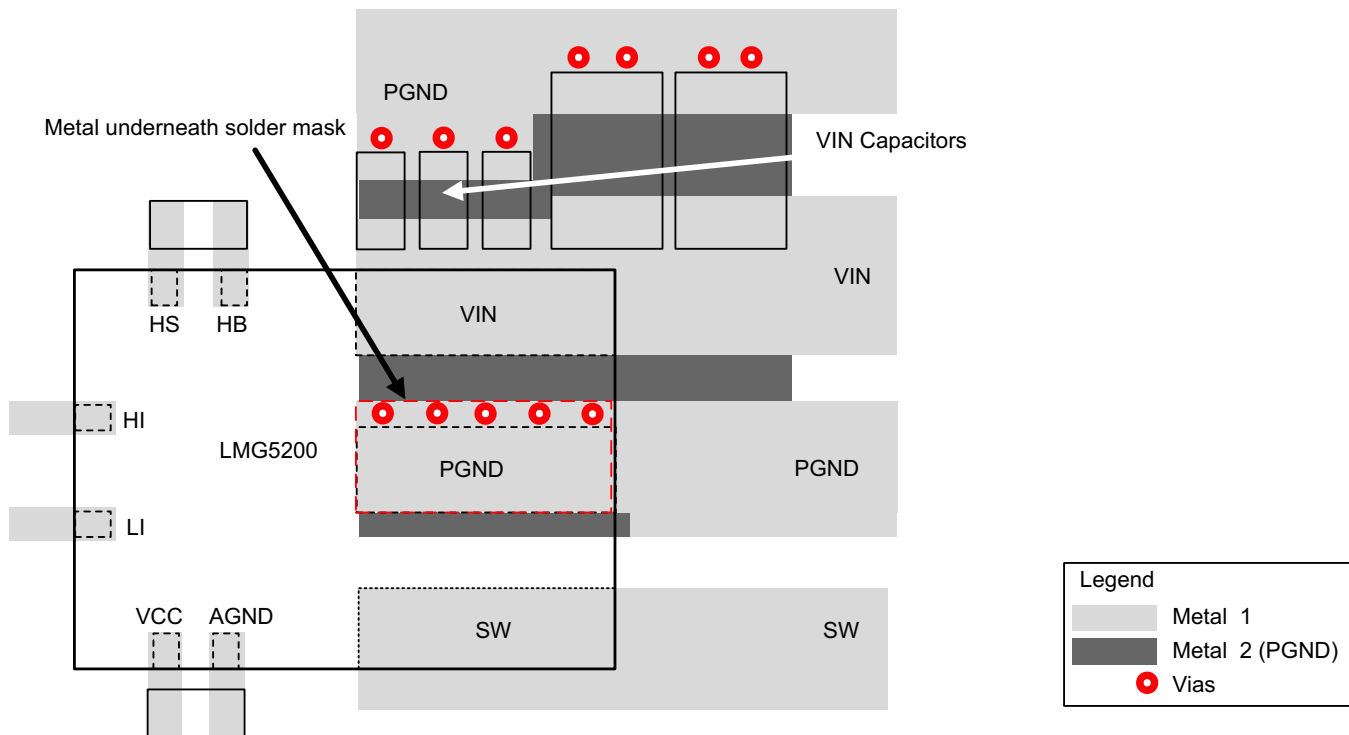 PGND
Metal underneath solder mask
VIN Capacitors
VIN
VIN
HS
HB
HI
LMG5200
PGND
PGND
LI
VCC
AGND
SW
SW
Legend
Metal 1
Metal 2 (PGND)
Vias